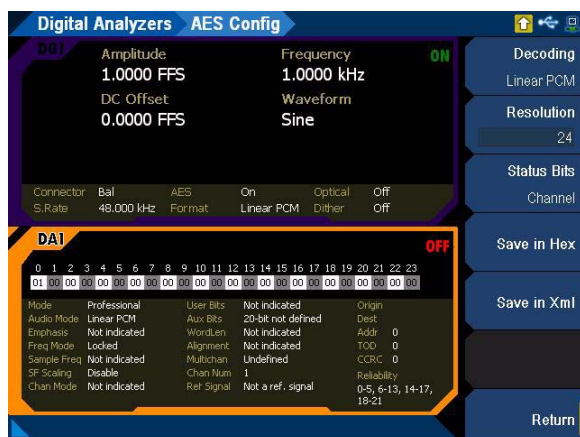 Digital Analyzers AES Config
DG1
Amplitude Frequency ON
1.0000 FFS 1.0000 kHz
DC Offset Waveform
0.0000 FFS Sine
Connector Bal AES On Optical Off
S.Rate 48.000 kHz Format Linear PCM Dither Off
DA1
OFF
0 1 2 3 4 5 6 7 8 9 10 11 12 13 14 15 16 17 18 19 20 21 22 23
01 00 00 00 00 00 00 00 00 00 00 00 00 00 00 00 00 00 00 00 00 00 00 00
Mode Professional User Bits Not indicated Origin
Audio Mode Linear PCM Aux Bits 20-bit not defined Dest
Emphasis Not indicated WordLen Not indicated Addr 0
Freq Mode Locked Alignment Not indicated TOD 0
Sample Freq Not indicated Multichan Undefined CCRC 0
SF Scaling Disable Chan Num 1 Reliability
Chan Mode Not indicated Ref Signal Not a ref. signal 0-5, 6-13, 14-17,
18-21
Decoding
Linear PCM
Resolution
24
Status Bits
Channel
Save in Hex
Save in Xml
Return